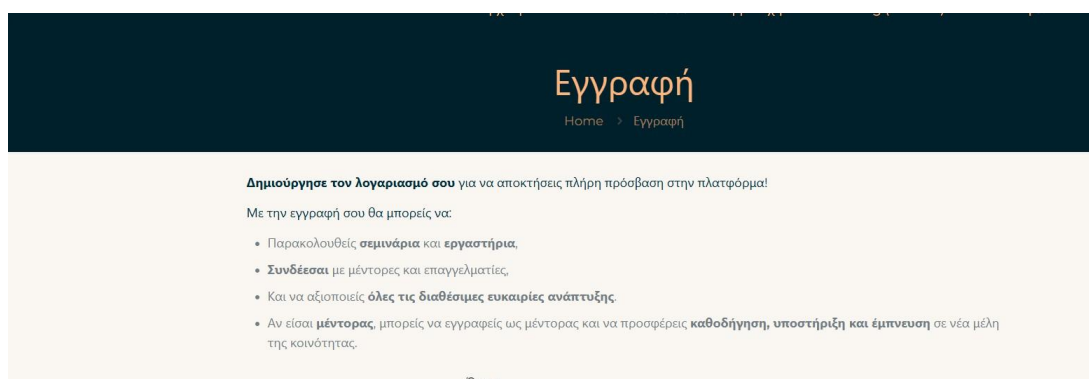 Εγγραφή
Home > Εγγραφή
Δημιούργησε τον λογαριασμό σου για να αποκτήσεις πλήρη πρόσβαση στην πλατφόρμα!
Με την εγγραφή σου θα μπορείς να:
• Παρακολουθείς σεμινάρια και εργαστήρια,
• Συνδέεσαι με μέντορες και επαγγελματίες,
• Και να αξιοποιείς όλες τις διαθέσιμες ευκαιρίες ανάπτυξης.
• Αν είσαι μέντορας, μπορείς να εγγραφείς ως μέντορας και να προσφέρεις καθοδήγηση, υποστήριξη και έμπνευση σε νέα μέλη
της κοινότητας.